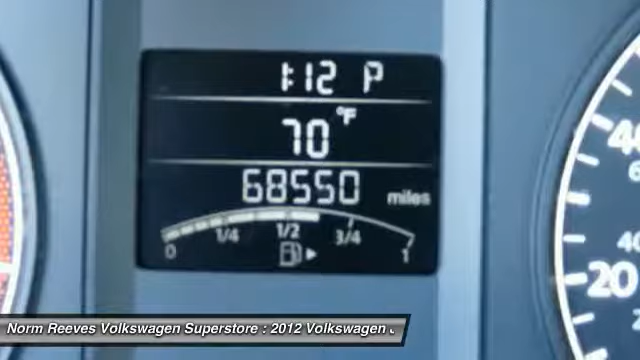 1:12 P
70 °F
68550 miles
0 1/4 1/2 3/4 1
20
Norm Reeves Volkswagen Superstore : 2012 Volkswagen